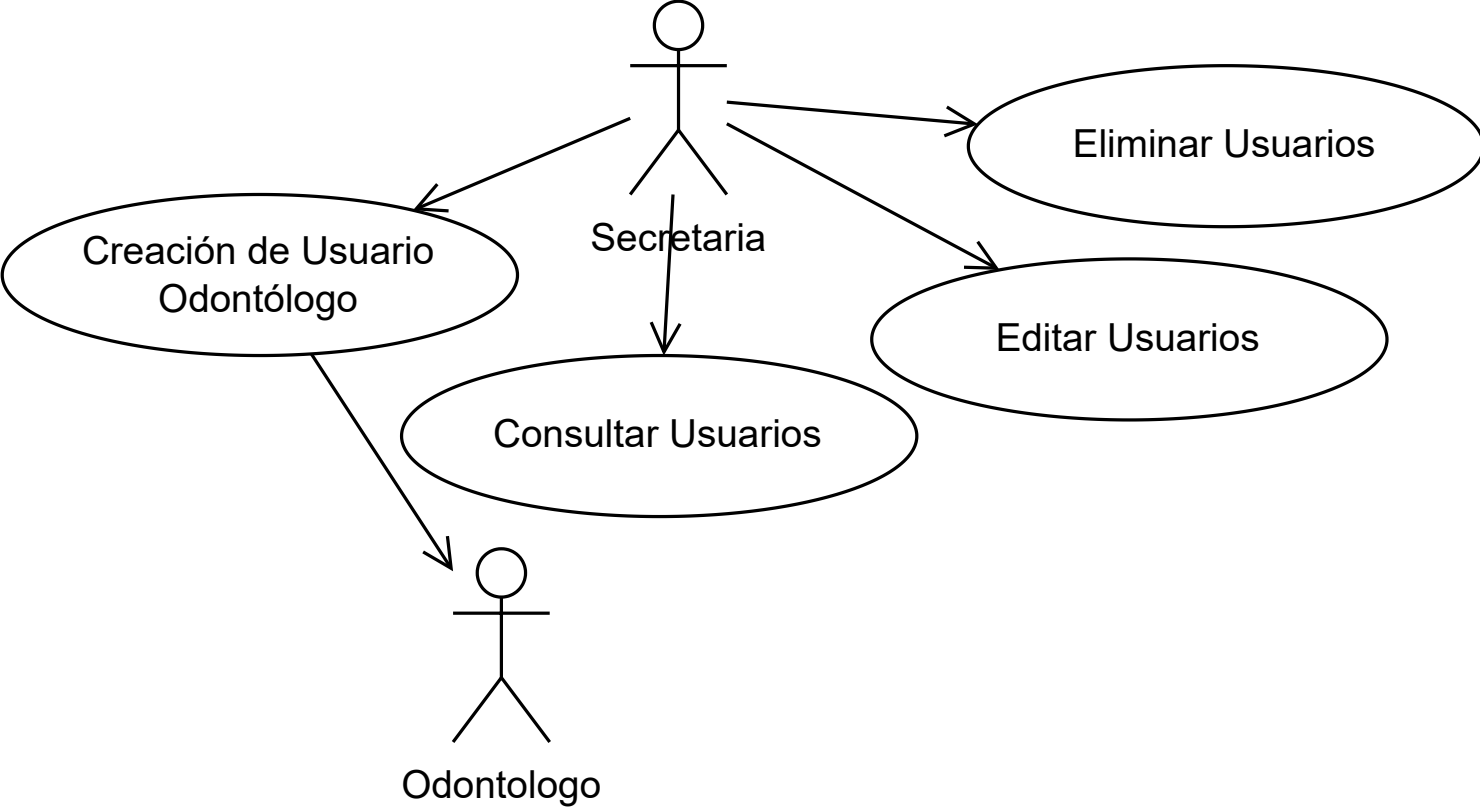 Eliminar Usuarios
Secretaria
Creación de Usuario
Odontólogo
Editar Usuarios
Consultar Usuarios
Odontologo